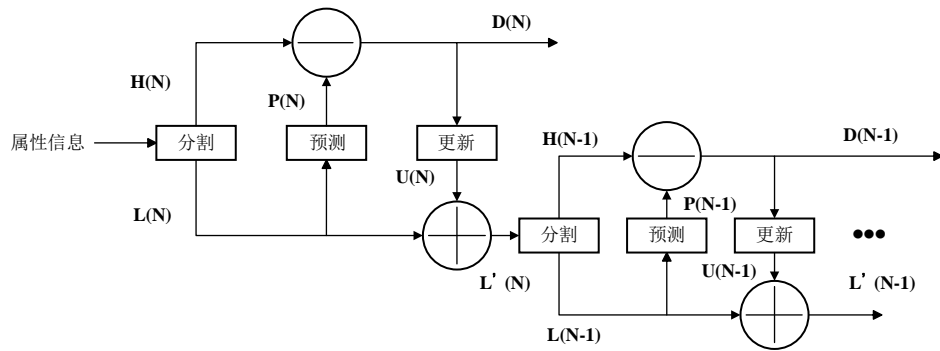 D(N)
H(N)
P(N)
属性信息
分割
预测
更新
H(N-1)
D(N-1)
U(N)
L(N)
P(N-1)
分割
预测
更新
•••
L'(N)
U(N-1)
L'(N-1)
L(N-1)